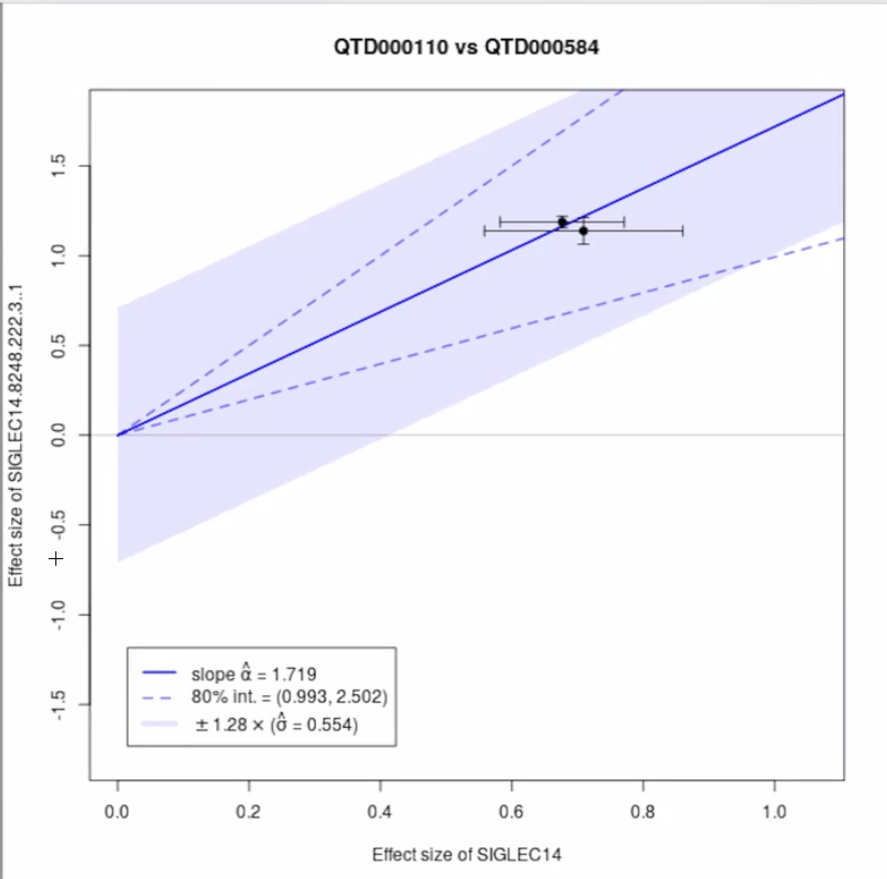 QTD000110 vs QTD000584
Effect size of SIGLEC14.8248.222.3..1
1.5
1.0
0.5
0.0
-0.5
-1.0
-1.5
slope α̂ = 1.719
80% int. = (0.993, 2.502)
± 1.28 × (σ̂ = 0.554)
0.0 0.2 0.4 0.6 0.8 1.0
Effect size of SIGLEC14